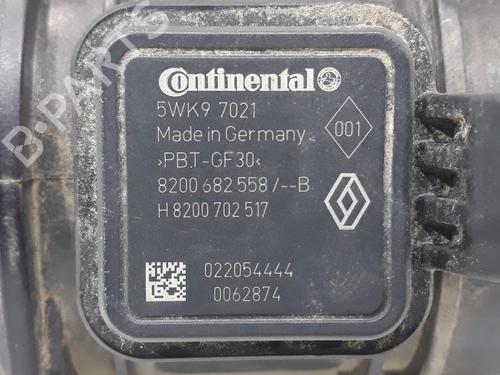 B-PARTS
Continental
5WK9 7021
001
Made in Germany
›PBT-GF30‹
8200 682 558 /--B
H 8200 702 517
022054444
0062874